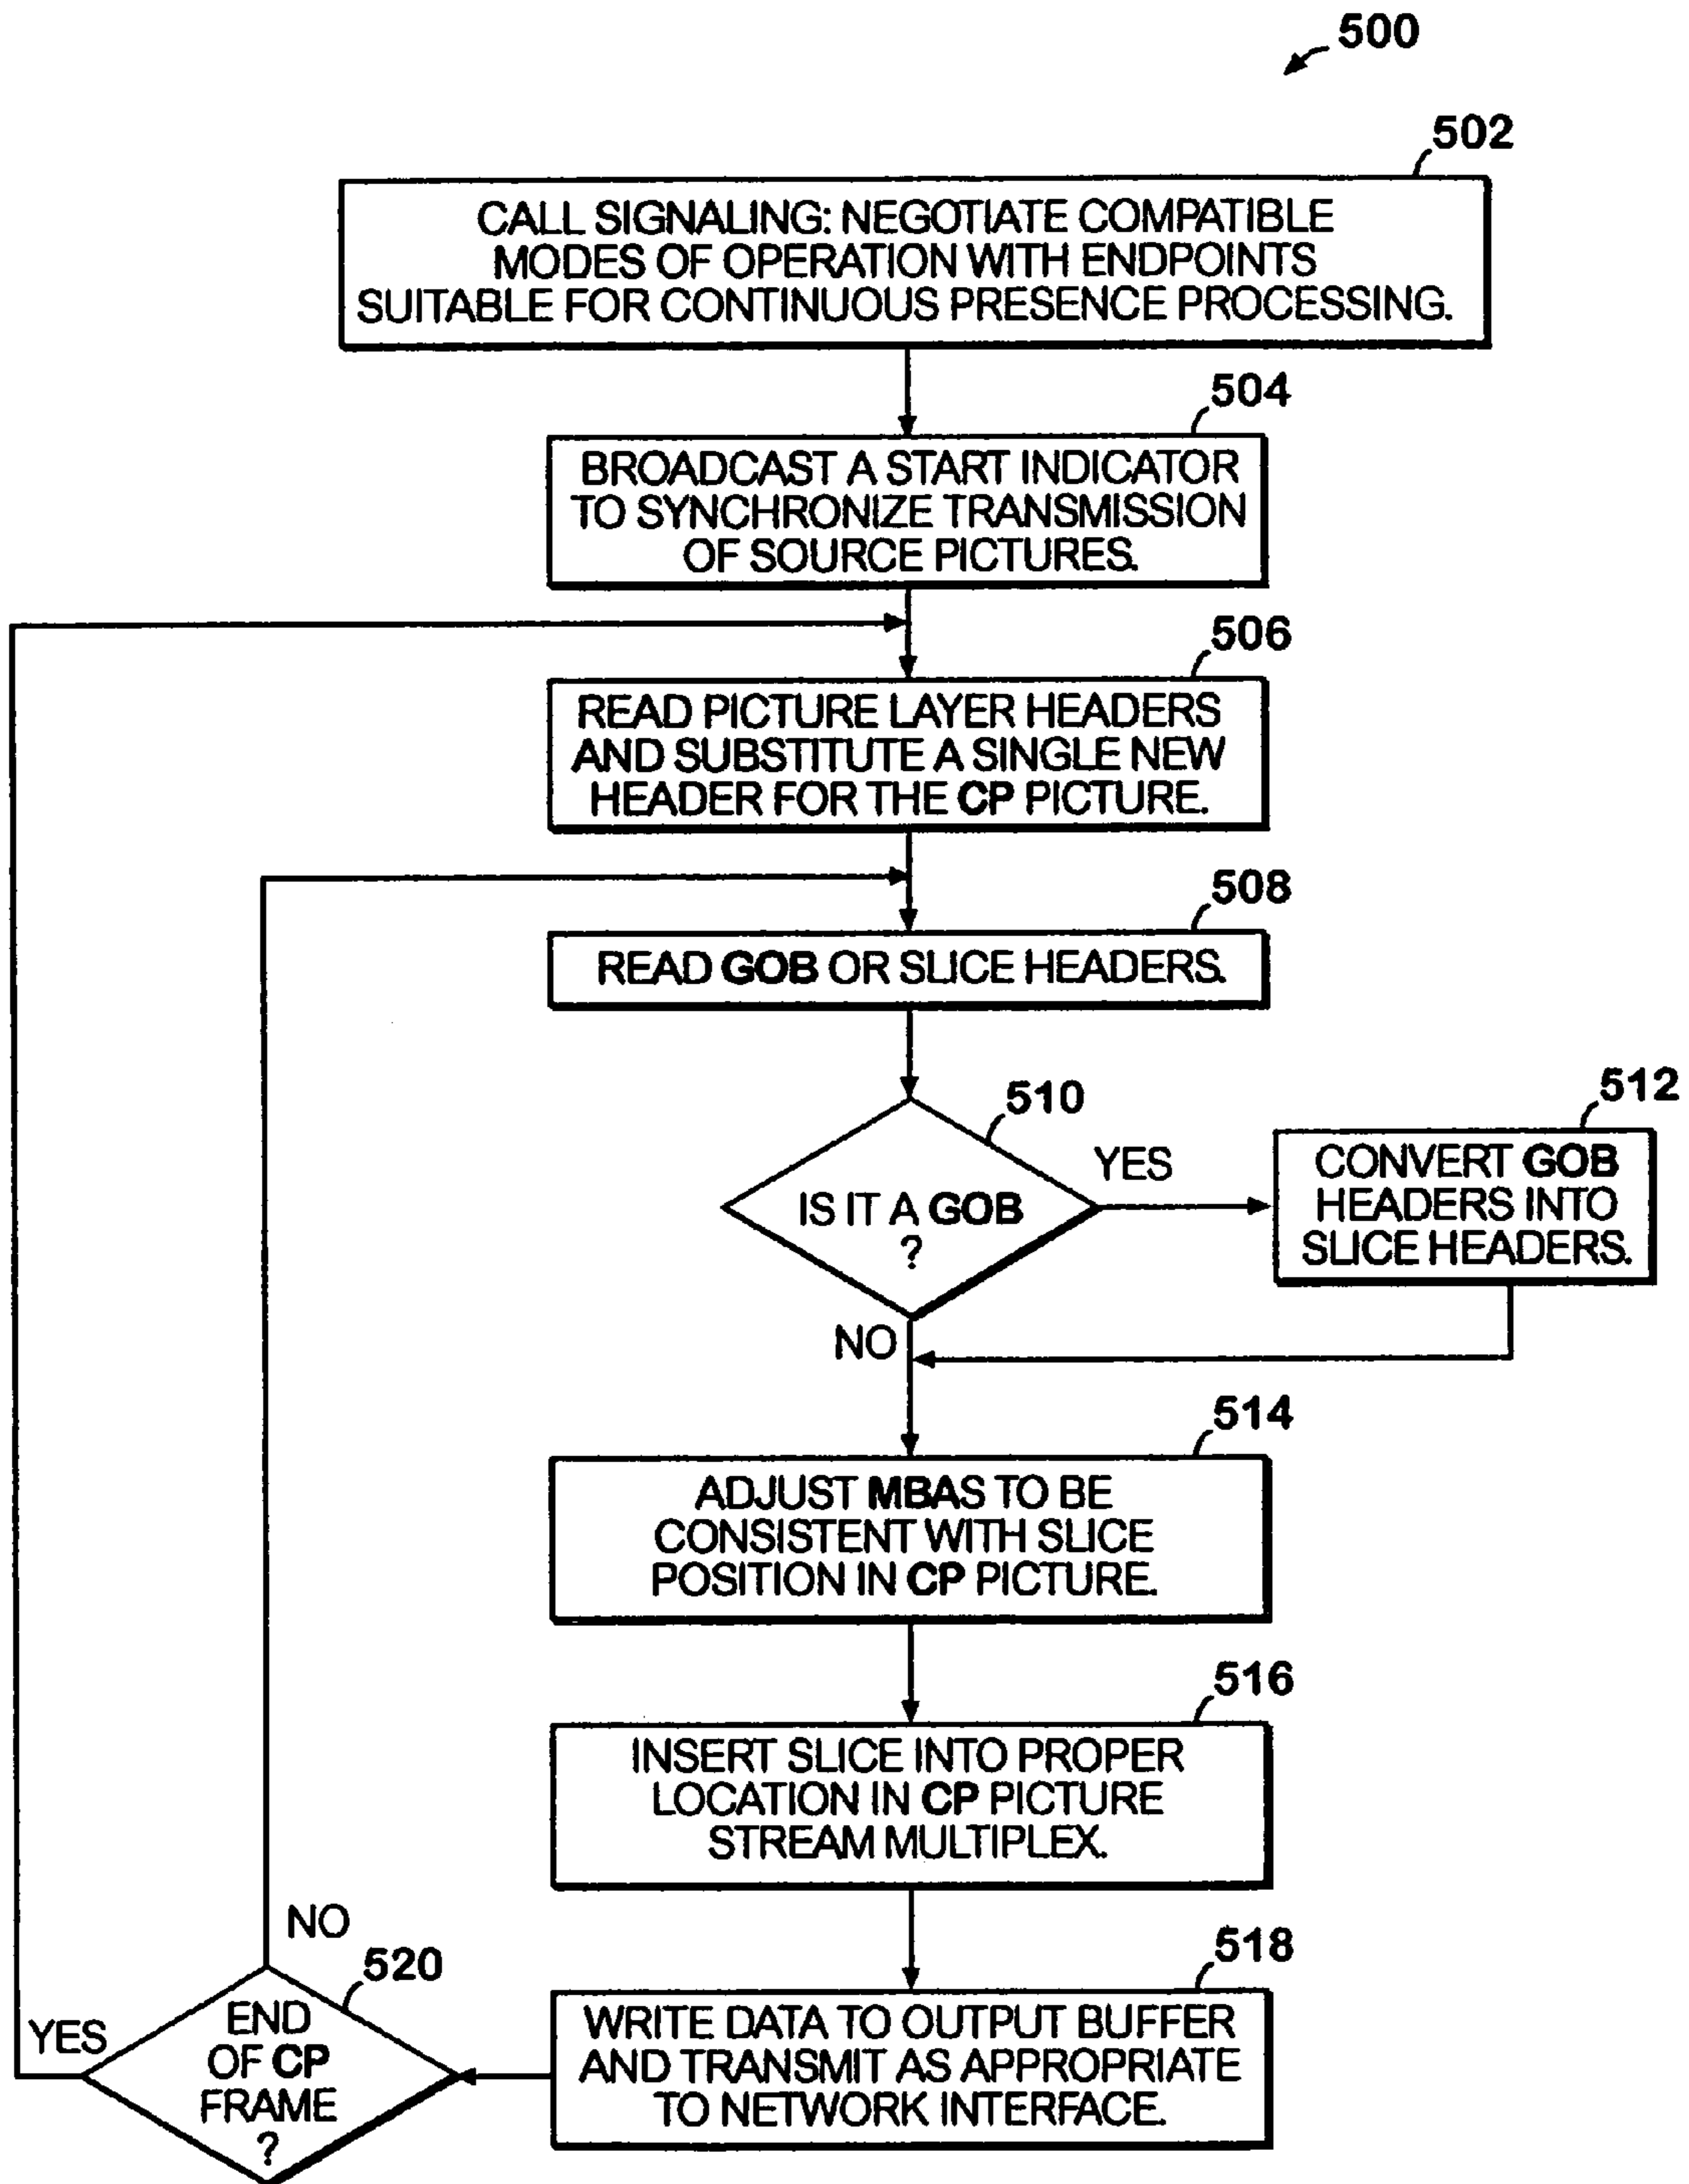 500
502
CALL SIGNALING: NEGOTIATE COMPATIBLE
MODES OF OPERATION WITH ENDPOINTS
SUITABLE FOR CONTINUOUS PRESENCE PROCESSING.
504
BROADCAST A START INDICATOR
TO SYNCHRONIZE TRANSMISSION
OF SOURCE PICTURES.
506
READ PICTURE LAYER HEADERS
AND SUBSTITUTE A SINGLE NEW
HEADER FOR THE CP PICTURE.
508
READ GOB OR SLICE HEADERS.
510
IS IT A GOB
?
YES
512
CONVERT GOB
HEADERS INTO
SLICE HEADERS.
NO
514
ADJUST MBAS TO BE
CONSISTENT WITH SLICE
POSITION IN CP PICTURE.
516
INSERT SLICE INTO PROPER
LOCATION IN CP PICTURE
STREAM MULTIPLEX.
518
WRITE DATA TO OUTPUT BUFFER
AND TRANSMIT AS APPROPRIATE
TO NETWORK INTERFACE.
520
END
OF CP
FRAME
?
NO
YES